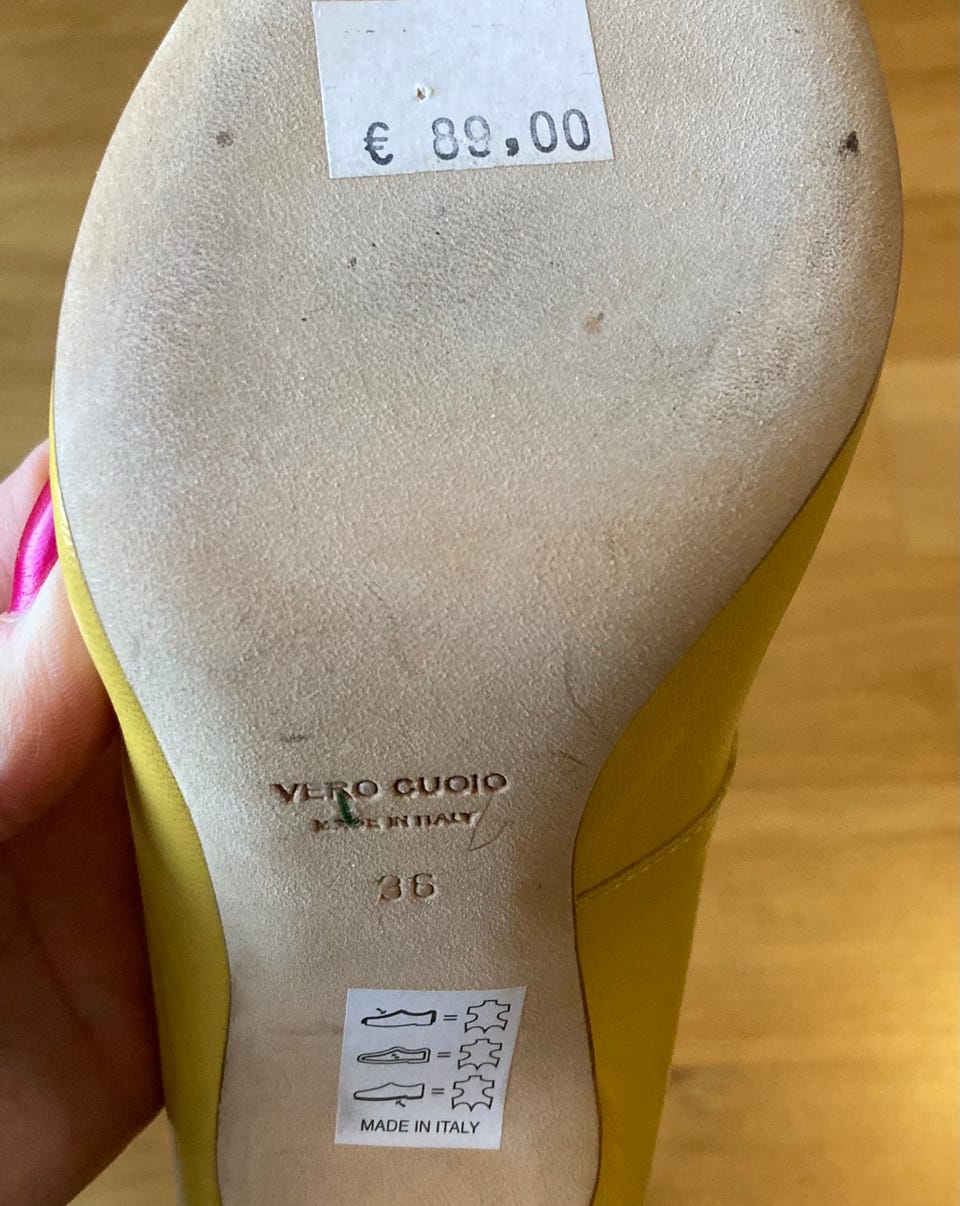 € 89,00
VERO CUOIO
MADE IN ITALY
36
=
=
=
MADE IN ITALY